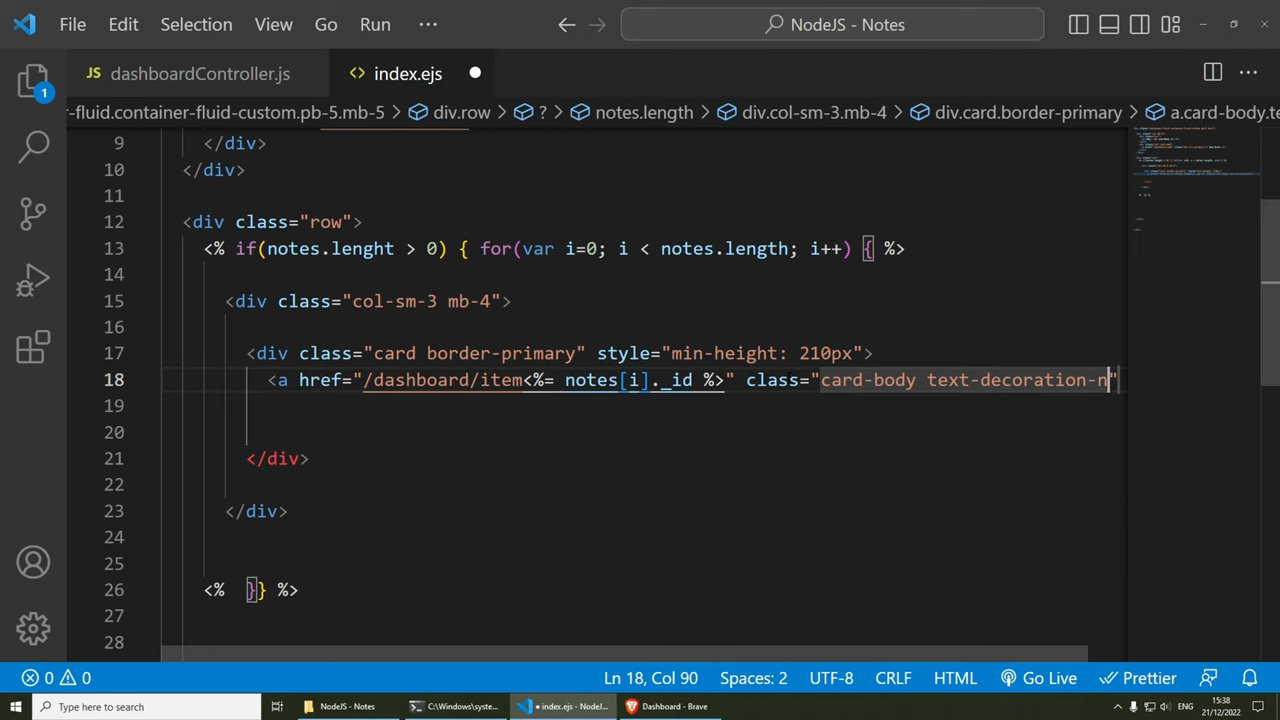 File Edit View Go Run ··· NodeJS - Notes
JS dashboardController.js <> index.ejs
r-fluid.container-fluid-custom.pb-5.mb-5 > div.row > ? > notes.length > div.col-sm-3.mb-4 > div.card.border-primary > a.card-body.te
1
9 </div>
10 </div>
11
12 <div class="row">
13 <% if(notes.lenght > 0) { for(var i=0; i < notes.length; i++) { %>
14
15 <div class="col-sm-3 mb-4">
16
17 <div class="card border-primary" style="min-height: 210px">
18 <a href="/dashboard/item<%= notes[i]._id %>" class="card-body text-decoration-n"
19
20
21 </div>
22
23 </div>
24
25
26 <% }} %>
27
28
0 0 Ln 18, Col 90 Spaces: 2 UTF-8 CRLF HTML Go Live Prettier
Type here to search NodeJS - Notes C:\Windows\syste... index.ejs - NodeJ... Dashboard - Brave ENG 15:38
21/12/2022